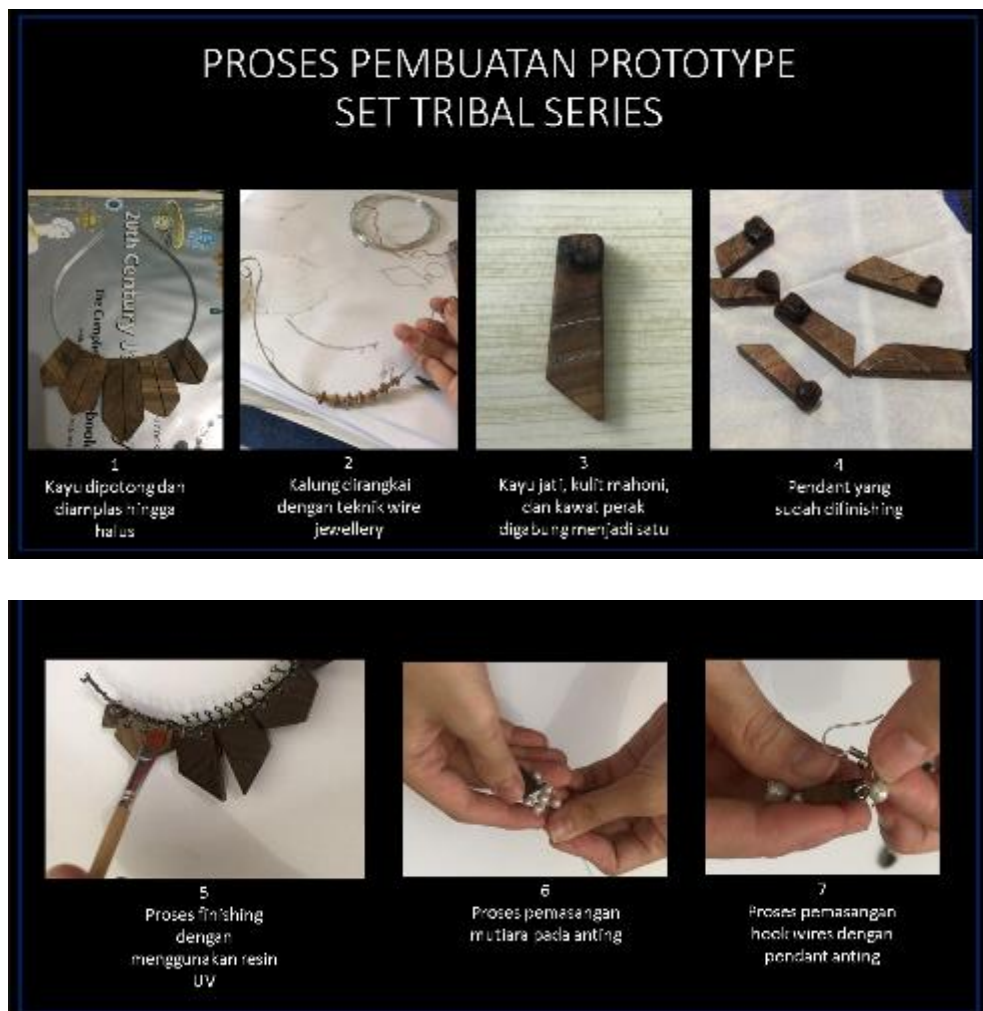 PROSES PEMBUATAN PROTOTYPE
SET TRIBAL SERIES
20th Century
1
Kayu dipotong dan
diamplas hingga
halus
2
Kalung dirangkai
dengan teknik wire
jewellery
3
Kayu jati, kulit mahoni,
dan kawat perak
digabung menjadi satu
4
Pendant yang
sudah difinishing
5
Proses finishing
dengan
menggunakan resin
UV
6
Proses pemasangan
mutiara pada anting
7
Proses pemasangan
hook wires dengan
pendant anting